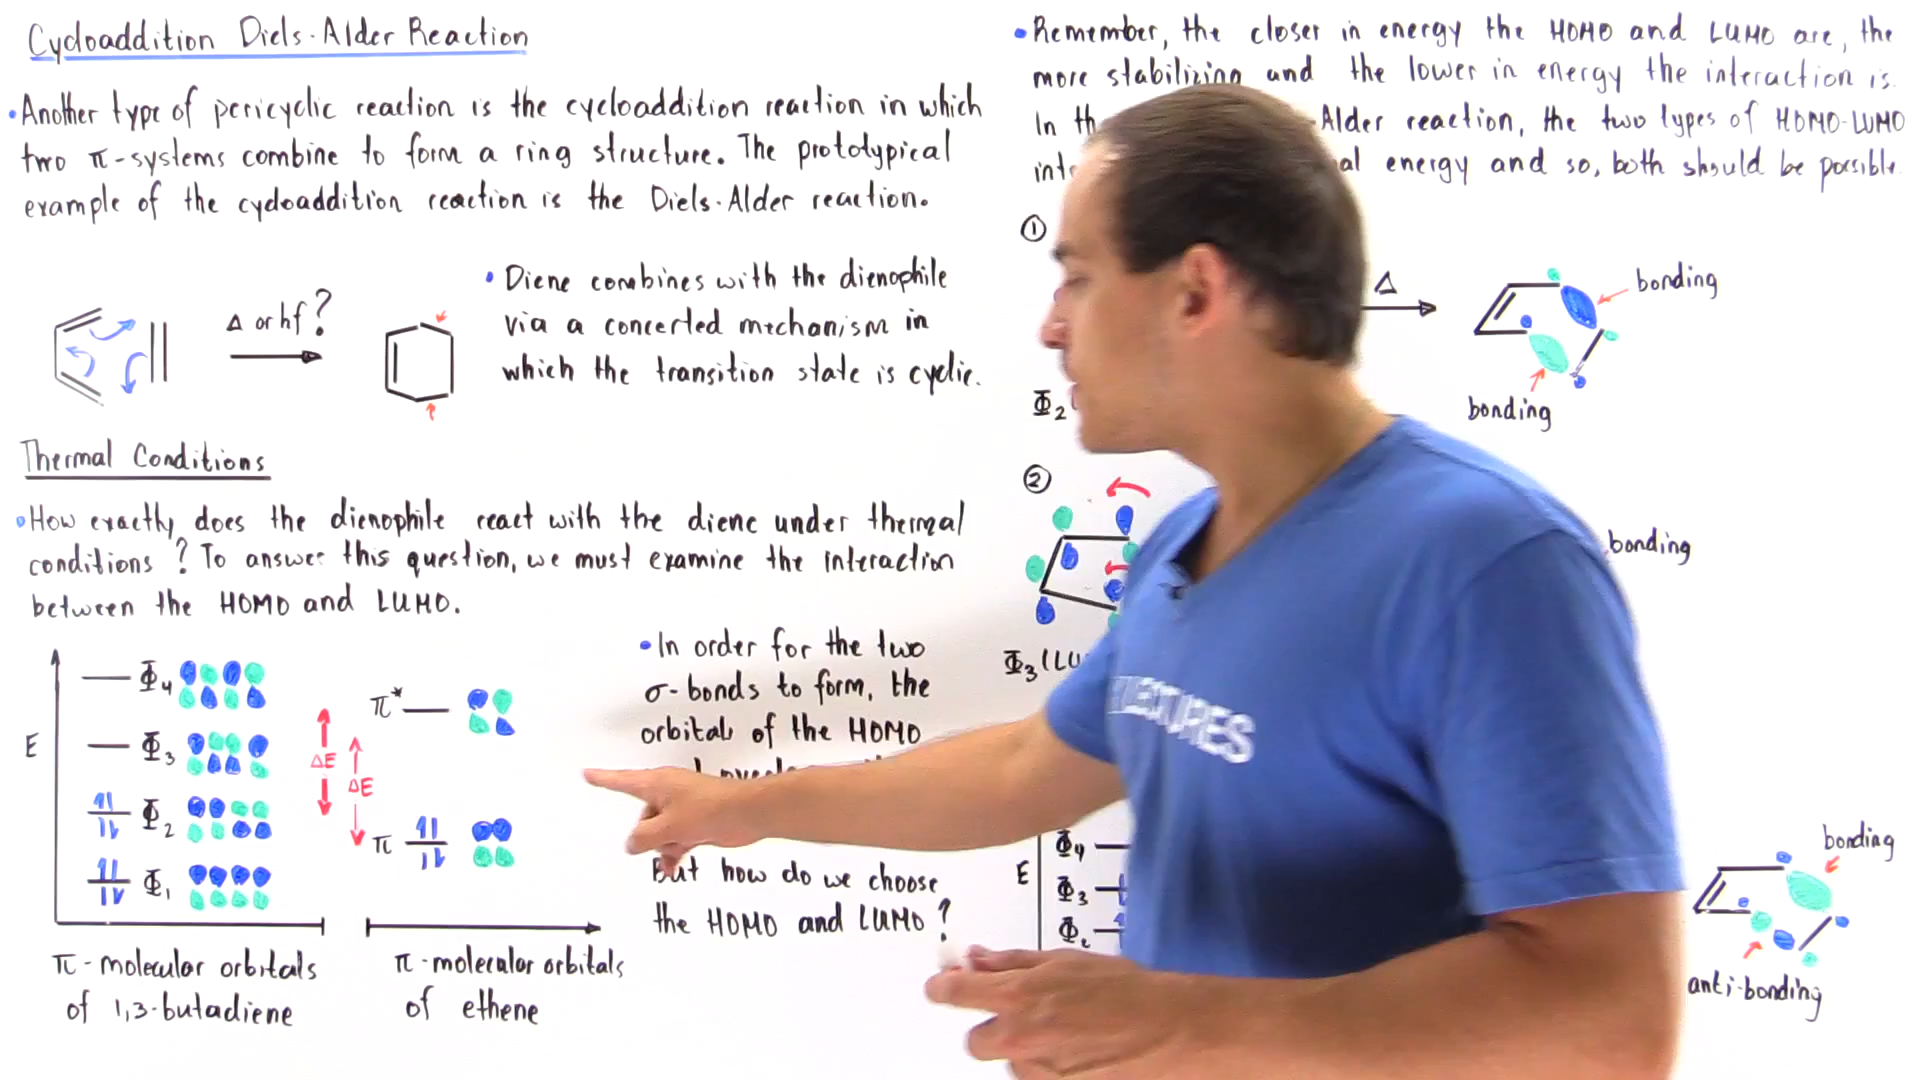 Cycloaddition Diels-Alder Reaction
• Another type of pericyclic reaction is the cycloaddition reaction in which
two π-systems combine to form a ring structure. The prototypical
example of the cycloaddition reaction is the Diels-Alder reaction.
Δ or hf?
• Diene combines with the dienophile
via a concerted mechanism in
which the transition state is cyclic.
Thermal Conditions
• How exactly does the dienophile react with the diene under thermal
conditions? To answer this question, we must examine the interaction
between the HOMO and LUMO.
E
Φ4
Φ3
Φ2
Φ1
ΔE
ΔE
π*
π
π-molecular orbitals
of 1,3-butadiene
π-molecular orbitals
of ethene
• In order for the two
σ-bonds to form, the
orbitals of the HOMO
But how do we choose
the HOMO and LUMO?
• Remember, the closer in energy the HOMO and LUMO are, the
more stabilizing and the lower in energy the interaction is.
In -Alder reaction, the two types of HOMO-LUMO
energy and so, both should be possible.
①
Δ
bonding
bonding
Φ2
②
bonding
Φ3 (LU
LECTURES
E
Φ4
Φ3
Φ2
bonding
anti-bonding